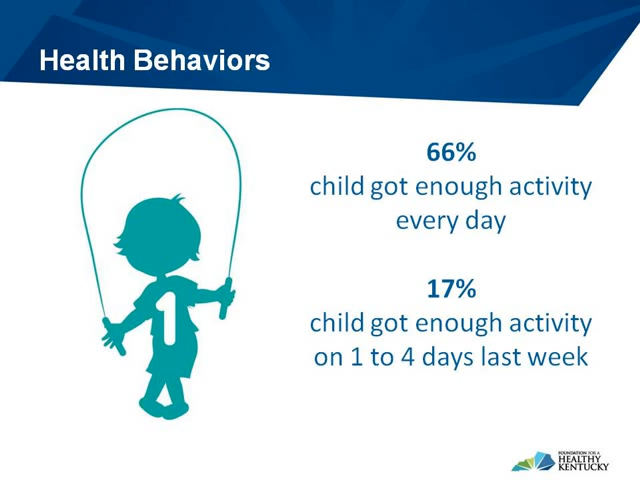 Health Behaviors
66%
child got enough activity
every day
17%
child got enough activity
on 1 to 4 days last week
1
FOUNDATION FOR A
HEALTHY
KENTUCKY